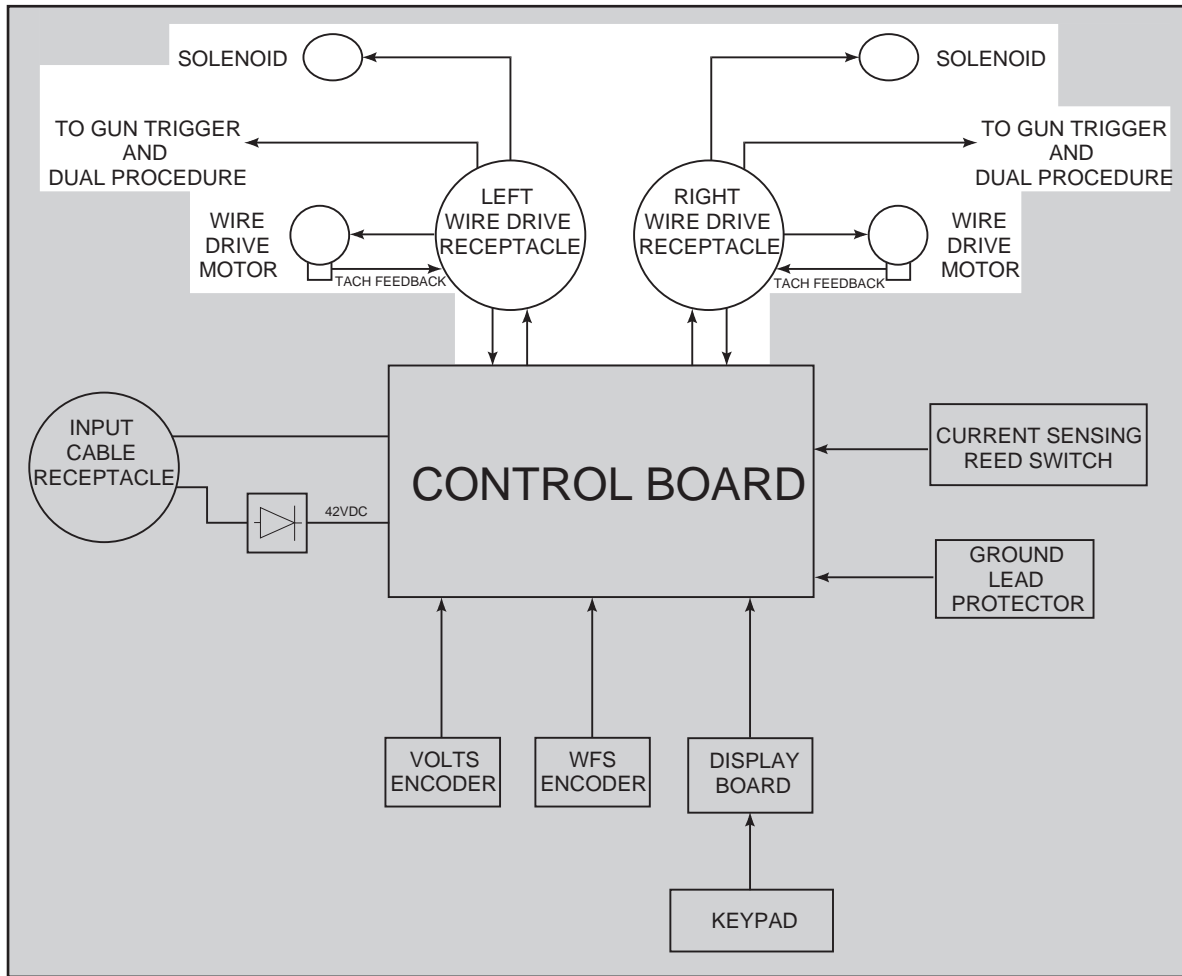 SOLENOID
SOLENOID
TO GUN TRIGGER
AND
DUAL PROCEDURE
TO GUN TRIGGER
AND
DUAL PROCEDURE
WIRE
DRIVE
MOTOR
LEFT
WIRE DRIVE
RECEPTACLE
RIGHT
WIRE DRIVE
RECEPTACLE
WIRE
DRIVE
MOTOR
TACH FEEDBACK
TACH FEEDBACK
INPUT
CABLE
RECEPTACLE
42VDC
CONTROL BOARD
CURRENT SENSING
REED SWITCH
GROUND
LEAD
PROTECTOR
VOLTS
ENCODER
WFS
ENCODER
DISPLAY
BOARD
KEYPAD